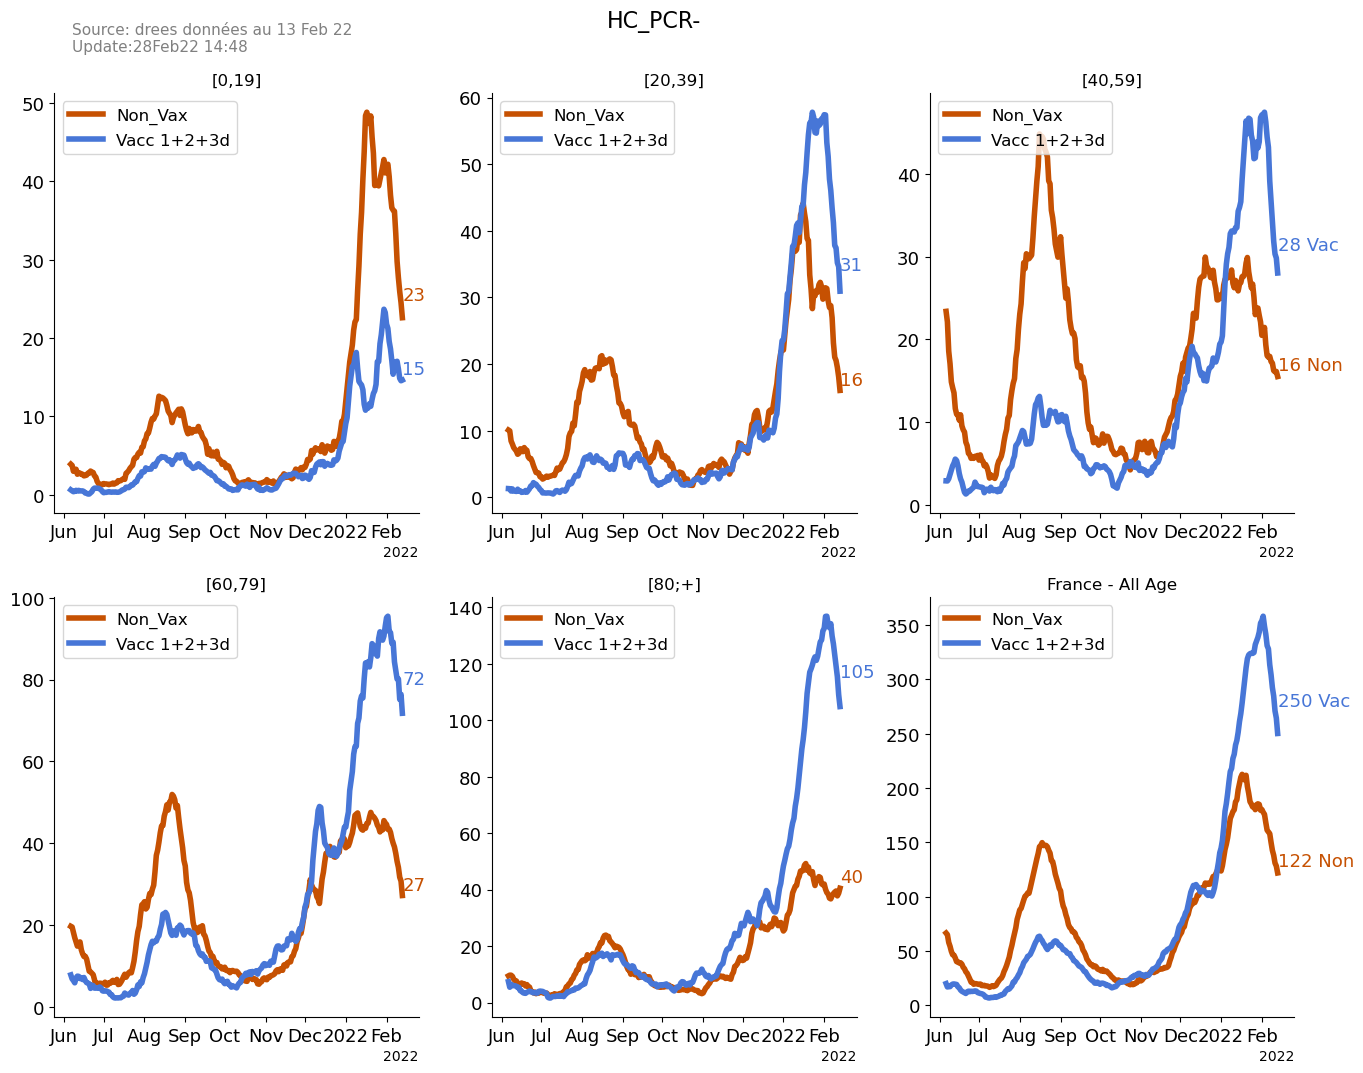 HC_PCR-
Source: drees données au 13 Feb 22
Update:28Feb22 14:48
[0,19]
Non_Vax
Vacc 1+2+3d
50
40
30
20
10
0
23
15
Jun Jul Aug Sep Oct Nov Dec 2022 Feb
2022
[20,39]
Non_Vax
Vacc 1+2+3d
60
50
40
30
20
10
0
31
16
Jun Jul Aug Sep Oct Nov Dec 2022 Feb
2022
[40,59]
Non_Vax
Vacc 1+2+3d
40
30
20
10
0
28 Vac
16 Non
Jun Jul Aug Sep Oct Nov Dec 2022 Feb
2022
[60,79]
Non_Vax
Vacc 1+2+3d
100
80
60
40
20
0
72
27
Jun Jul Aug Sep Oct Nov Dec 2022 Feb
2022
[80;+]
Non_Vax
Vacc 1+2+3d
140
120
100
80
60
40
20
0
105
40
Jun Jul Aug Sep Oct Nov Dec 2022 Feb
2022
France - All Age
Non_Vax
Vacc 1+2+3d
350
300
250
200
150
100
50
0
250 Vac
122 Non
Jun Jul Aug Sep Oct Nov Dec 2022 Feb
2022